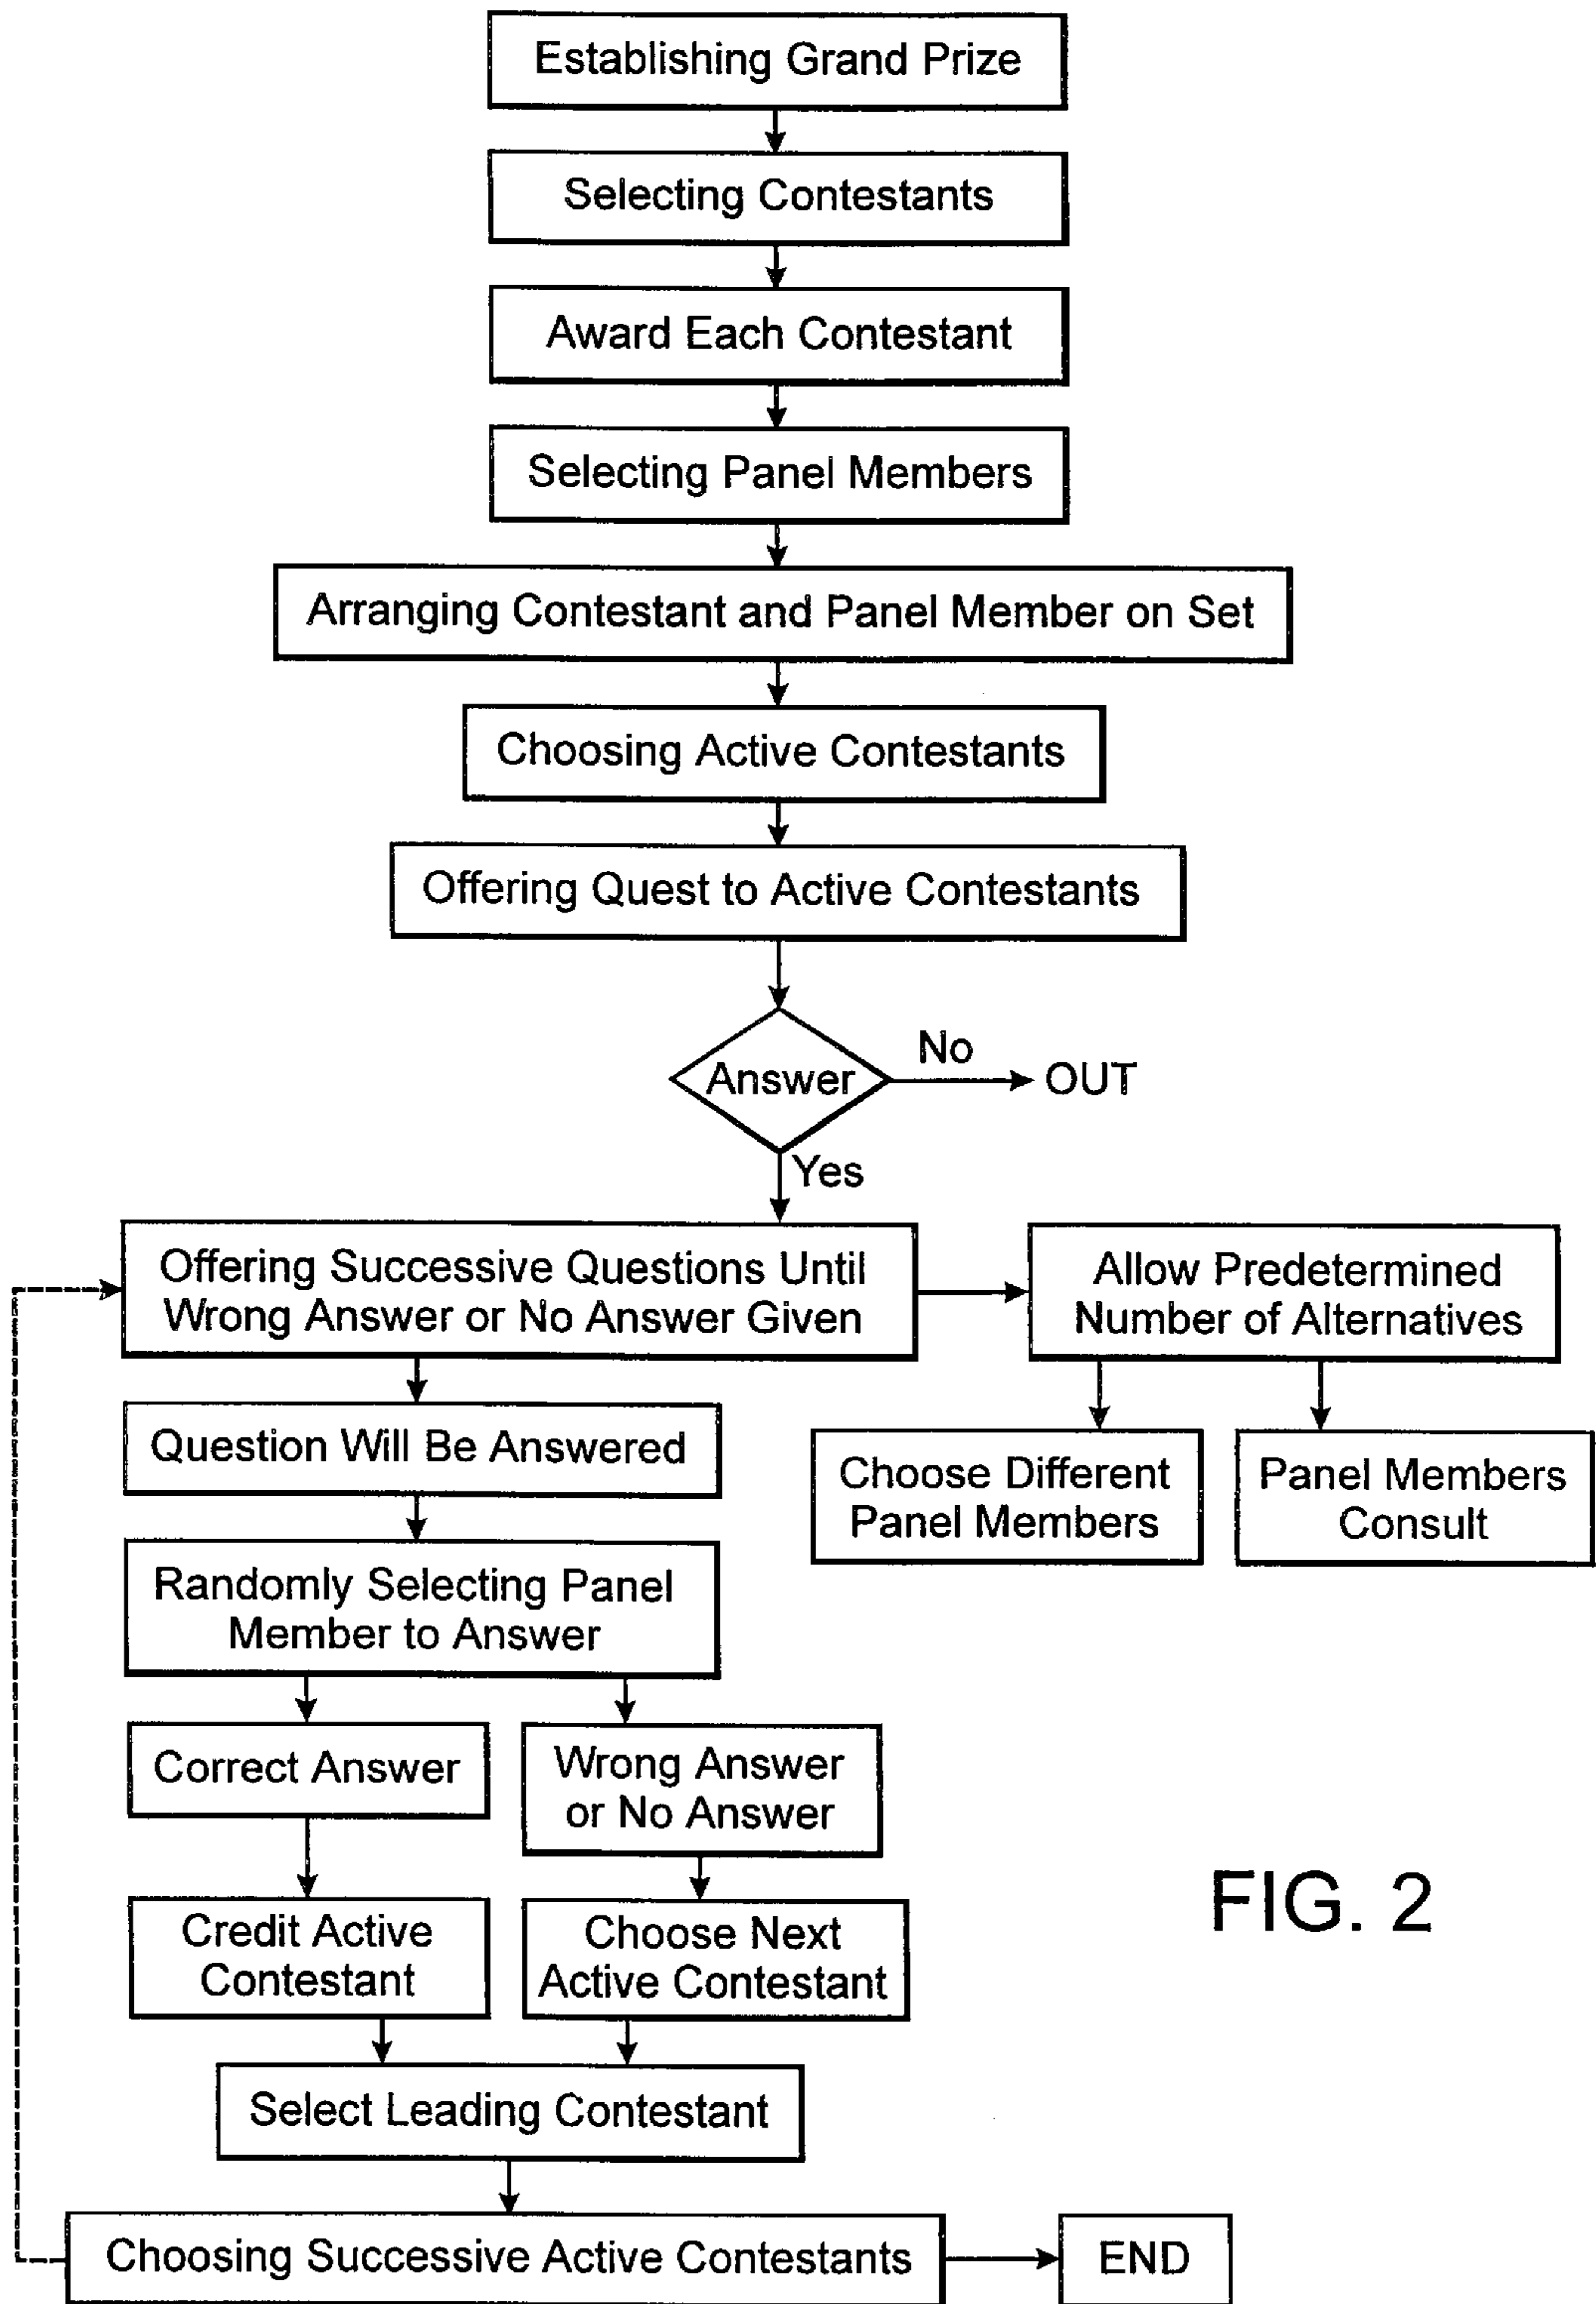 Establishing Grand Prize
Selecting Contestants
Award Each Contestant
Selecting Panel Members
Arranging Contestant and Panel Member on Set
Choosing Active Contestants
Offering Quest to Active Contestants
Answer
No
OUT
Yes
Offering Successive Questions Until
Wrong Answer or No Answer Given
Allow Predetermined
Number of Alternatives
Question Will Be Answered
Choose Different
Panel Members
Panel Members
Consult
Randomly Selecting Panel
Member to Answer
Correct Answer
Wrong Answer
or No Answer
Credit Active
Contestant
Choose Next
Active Contestant
FIG. 2
Select Leading Contestant
Choosing Successive Active Contestants
END